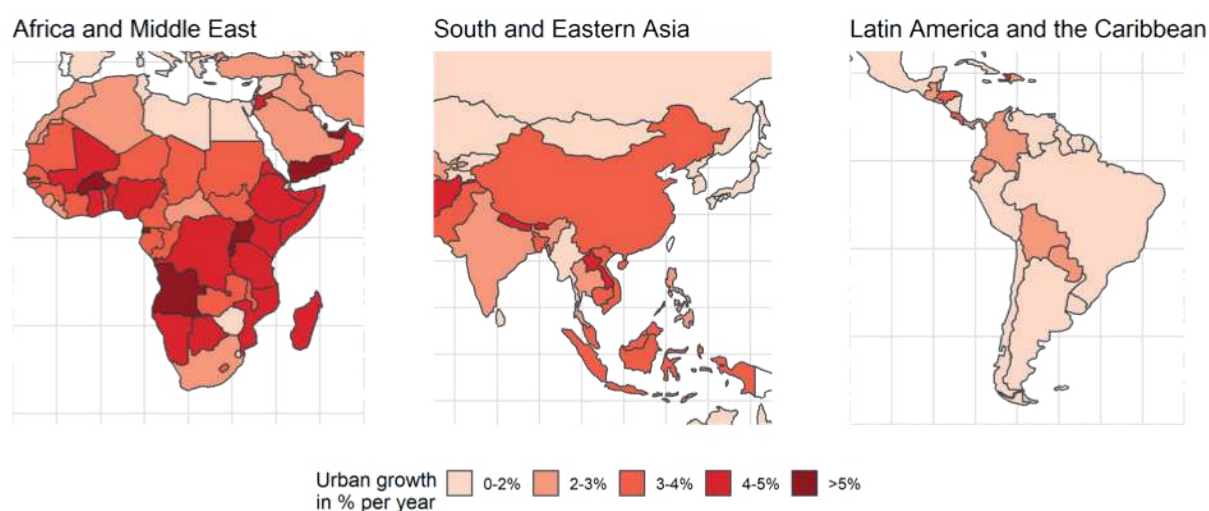 Africa and Middle East
South and Eastern Asia
Latin America and the Caribbean
Urban growth
in % per year
0-2%
2-3%
3-4%
4-5%
>5%